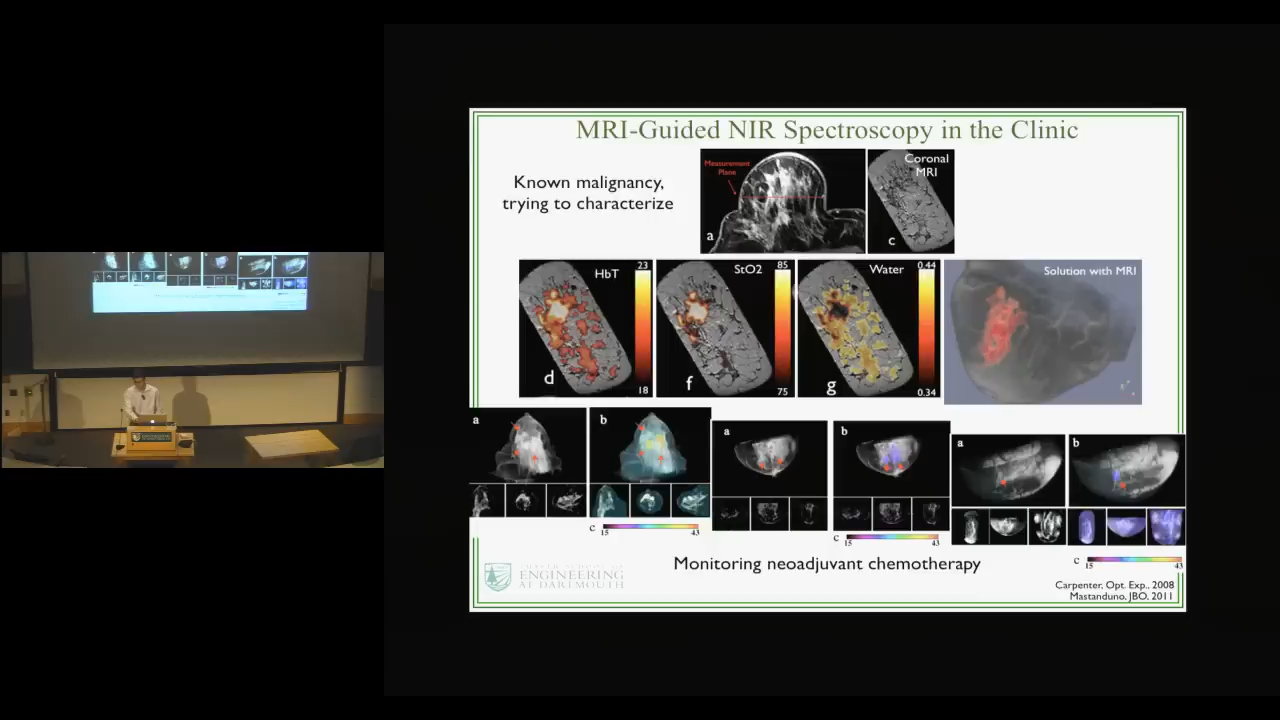 MRI-Guided NIR Spectroscopy in the Clinic
Known malignancy,
trying to characterize
Measurement
Plane
a
Coronal
MRI
c
HbT
23
18
d
StO2
85
75
f
Water
0.44
0.34
g
Solution with MRI
a
b
c
15
43
a
b
c
15
43
a
b
c
15
43
Monitoring neoadjuvant chemotherapy
ENGINEERING
AT DARTMOUTH
Carpenter, Opt. Exp., 2008
Mastanduno, JBO, 2011